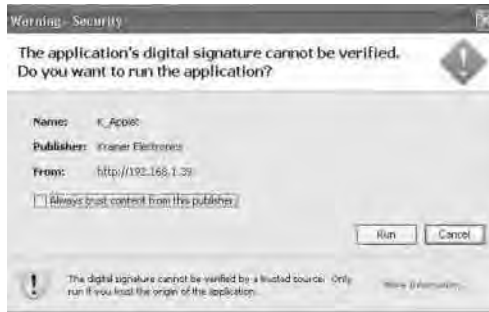 Warning - Security
The application's digital signature cannot be verified.
Do you want to run the application?
Name: K_Applet
Publisher: Kramer Electronics
From: http://192.168.1.39
Always trust content from this publisher.
Run Cancel
The digital signature cannot be verified by a trusted source. Only
run if you trust the origin of the application.
More Information...